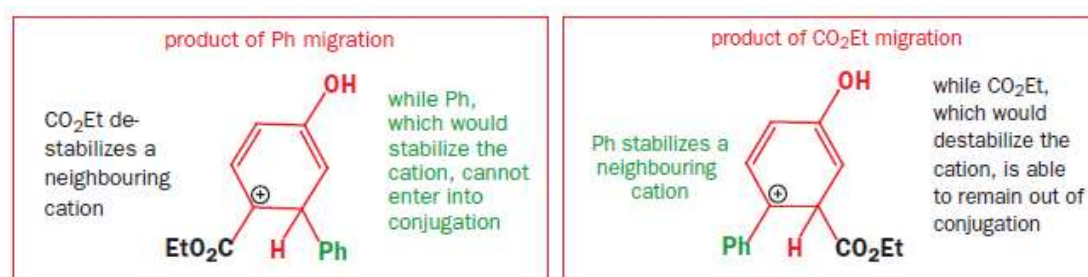 product of Ph migration
CO₂Et de-
stabilizes a
neighbouring
cation
OH
while Ph,
which would
stabilize the
cation, cannot
enter into
conjugation
⊕
EtO₂C H Ph
product of CO₂Et migration
Ph stabilizes a
neighbouring
cation
OH
while CO₂Et,
which would
destabilize the
cation, is able
to remain out of
conjugation
⊕
Ph H CO₂Et